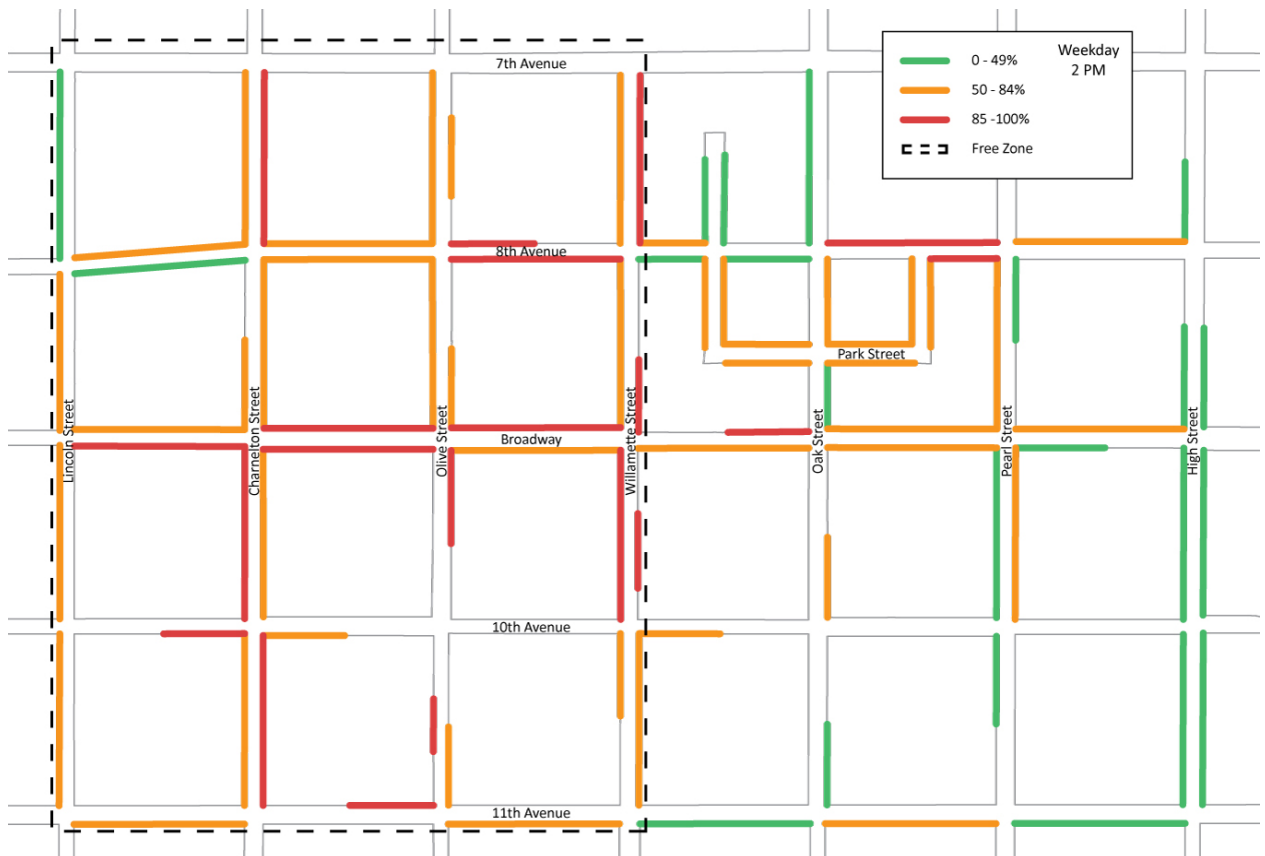 Weekday
2 PM
0 - 49%
50 - 84%
85 -100%
Free Zone
7th Avenue
8th Avenue
Park Street
Broadway
Lincoln Street
Charnelton Street
Olive Street
Willamette Street
Oak Street
Pearl Street
High Street
10th Avenue
11th Avenue